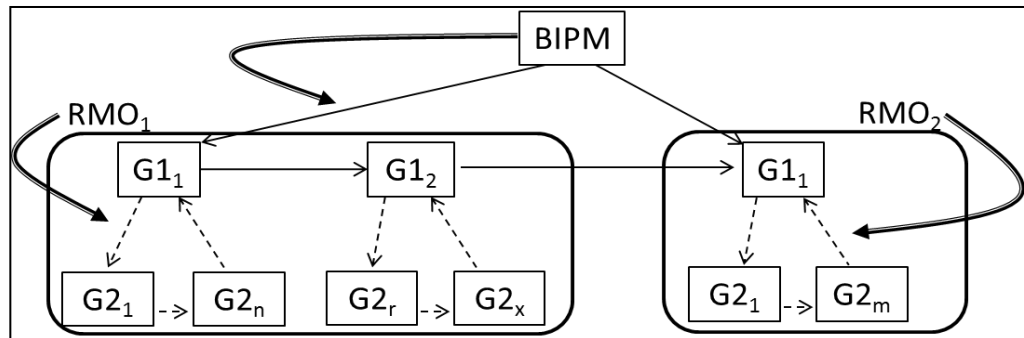 BIPM
RMO₁ RMO₂
G1₁ G1₂ G1₁
G2₁ G2ₙ G2ᵣ G2ₓ G2₁ G2ₘ